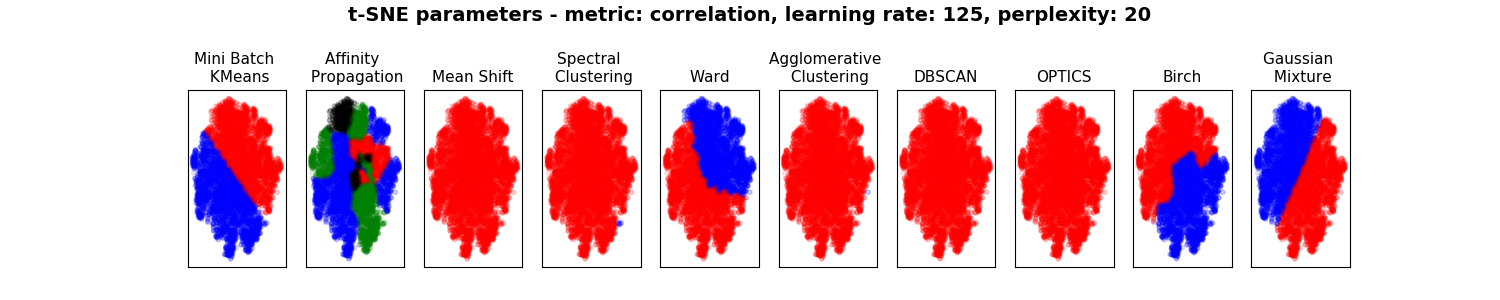 t-SNE parameters - metric: correlation, learning rate: 125, perplexity: 20
Mini Batch
KMeans
Affinity
Propagation
Mean Shift
Spectral
Clustering
Ward
Agglomerative
Clustering
DBSCAN
OPTICS
Birch
Gaussian
Mixture